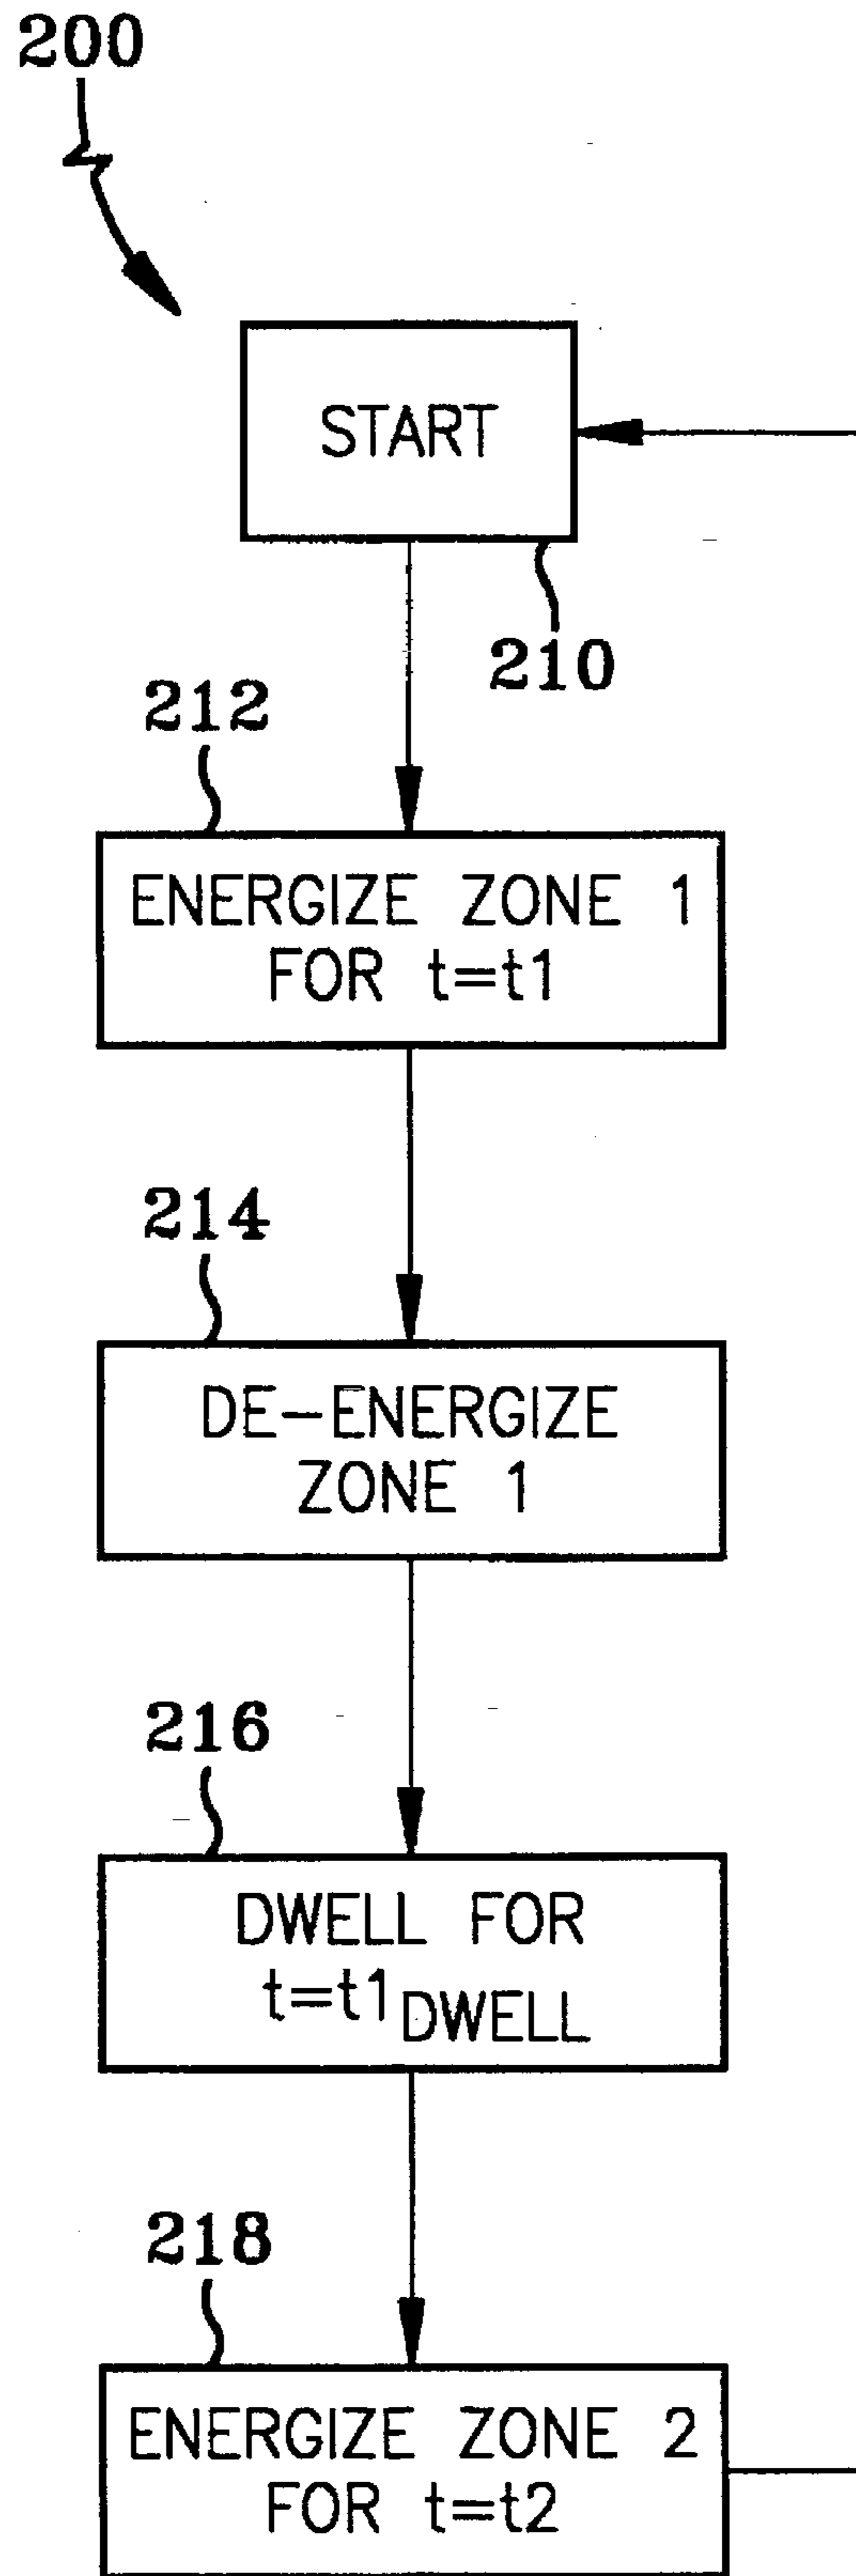 200
START
210
212
ENERGIZE ZONE 1
FOR t=t1
214
DE-ENERGIZE
ZONE 1
216
DWELL FOR
t=t1DWELL
218
ENERGIZE ZONE 2
FOR t=t2